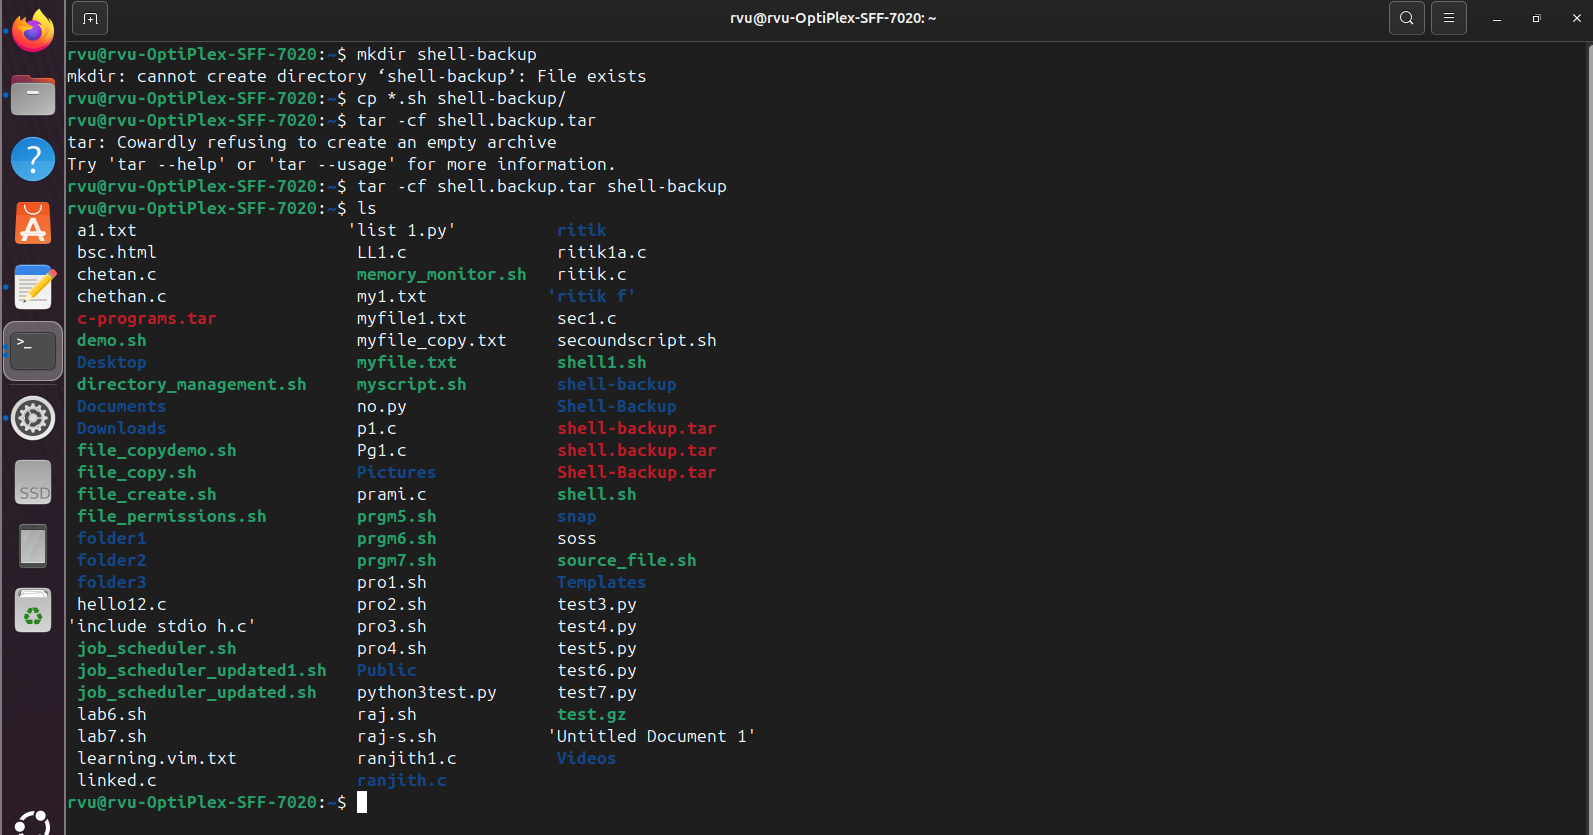 rvu@rvu-OptiPlex-SFF-7020: ~
rvu@rvu-OptiPlex-SFF-7020:~$ mkdir shell-backup
mkdir: cannot create directory ‘shell-backup’: File exists
rvu@rvu-OptiPlex-SFF-7020:~$ cp *.sh shell-backup/
rvu@rvu-OptiPlex-SFF-7020:~$ tar -cf shell.backup.tar
tar: Cowardly refusing to create an empty archive
Try 'tar --help' or 'tar --usage' for more information.
rvu@rvu-OptiPlex-SFF-7020:~$ tar -cf shell.backup.tar shell-backup
rvu@rvu-OptiPlex-SFF-7020:~$ ls
a1.txt 'list 1.py' ritik
bsc.html LL1.c ritik1a.c
chetan.c memory_monitor.sh ritik.c
chethan.c my1.txt 'ritik f'
c-programs.tar myfile1.txt sec1.c
demo.sh myfile_copy.txt secoundscript.sh
Desktop myfile.txt shell1.sh
directory_management.sh myscript.sh shell-backup
Documents no.py Shell-Backup
Downloads p1.c shell-backup.tar
file_copydemo.sh Pg1.c shell.backup.tar
file_copy.sh Pictures Shell-Backup.tar
file_create.sh prami.c shell.sh
file_permissions.sh prgm5.sh snap
folder1 prgm6.sh soss
folder2 prgm7.sh source_file.sh
folder3 pro1.sh Templates
hello12.c pro2.sh test3.py
'include stdio h.c' pro3.sh test4.py
job_scheduler.sh pro4.sh test5.py
job_scheduler_updated1.sh Public test6.py
job_scheduler_updated.sh python3test.py test7.py
lab6.sh raj.sh test.gz
lab7.sh raj-s.sh 'Untitled Document 1'
learning.vim.txt ranjith1.c Videos
linked.c ranjith.c
rvu@rvu-OptiPlex-SFF-7020:~$
SSD